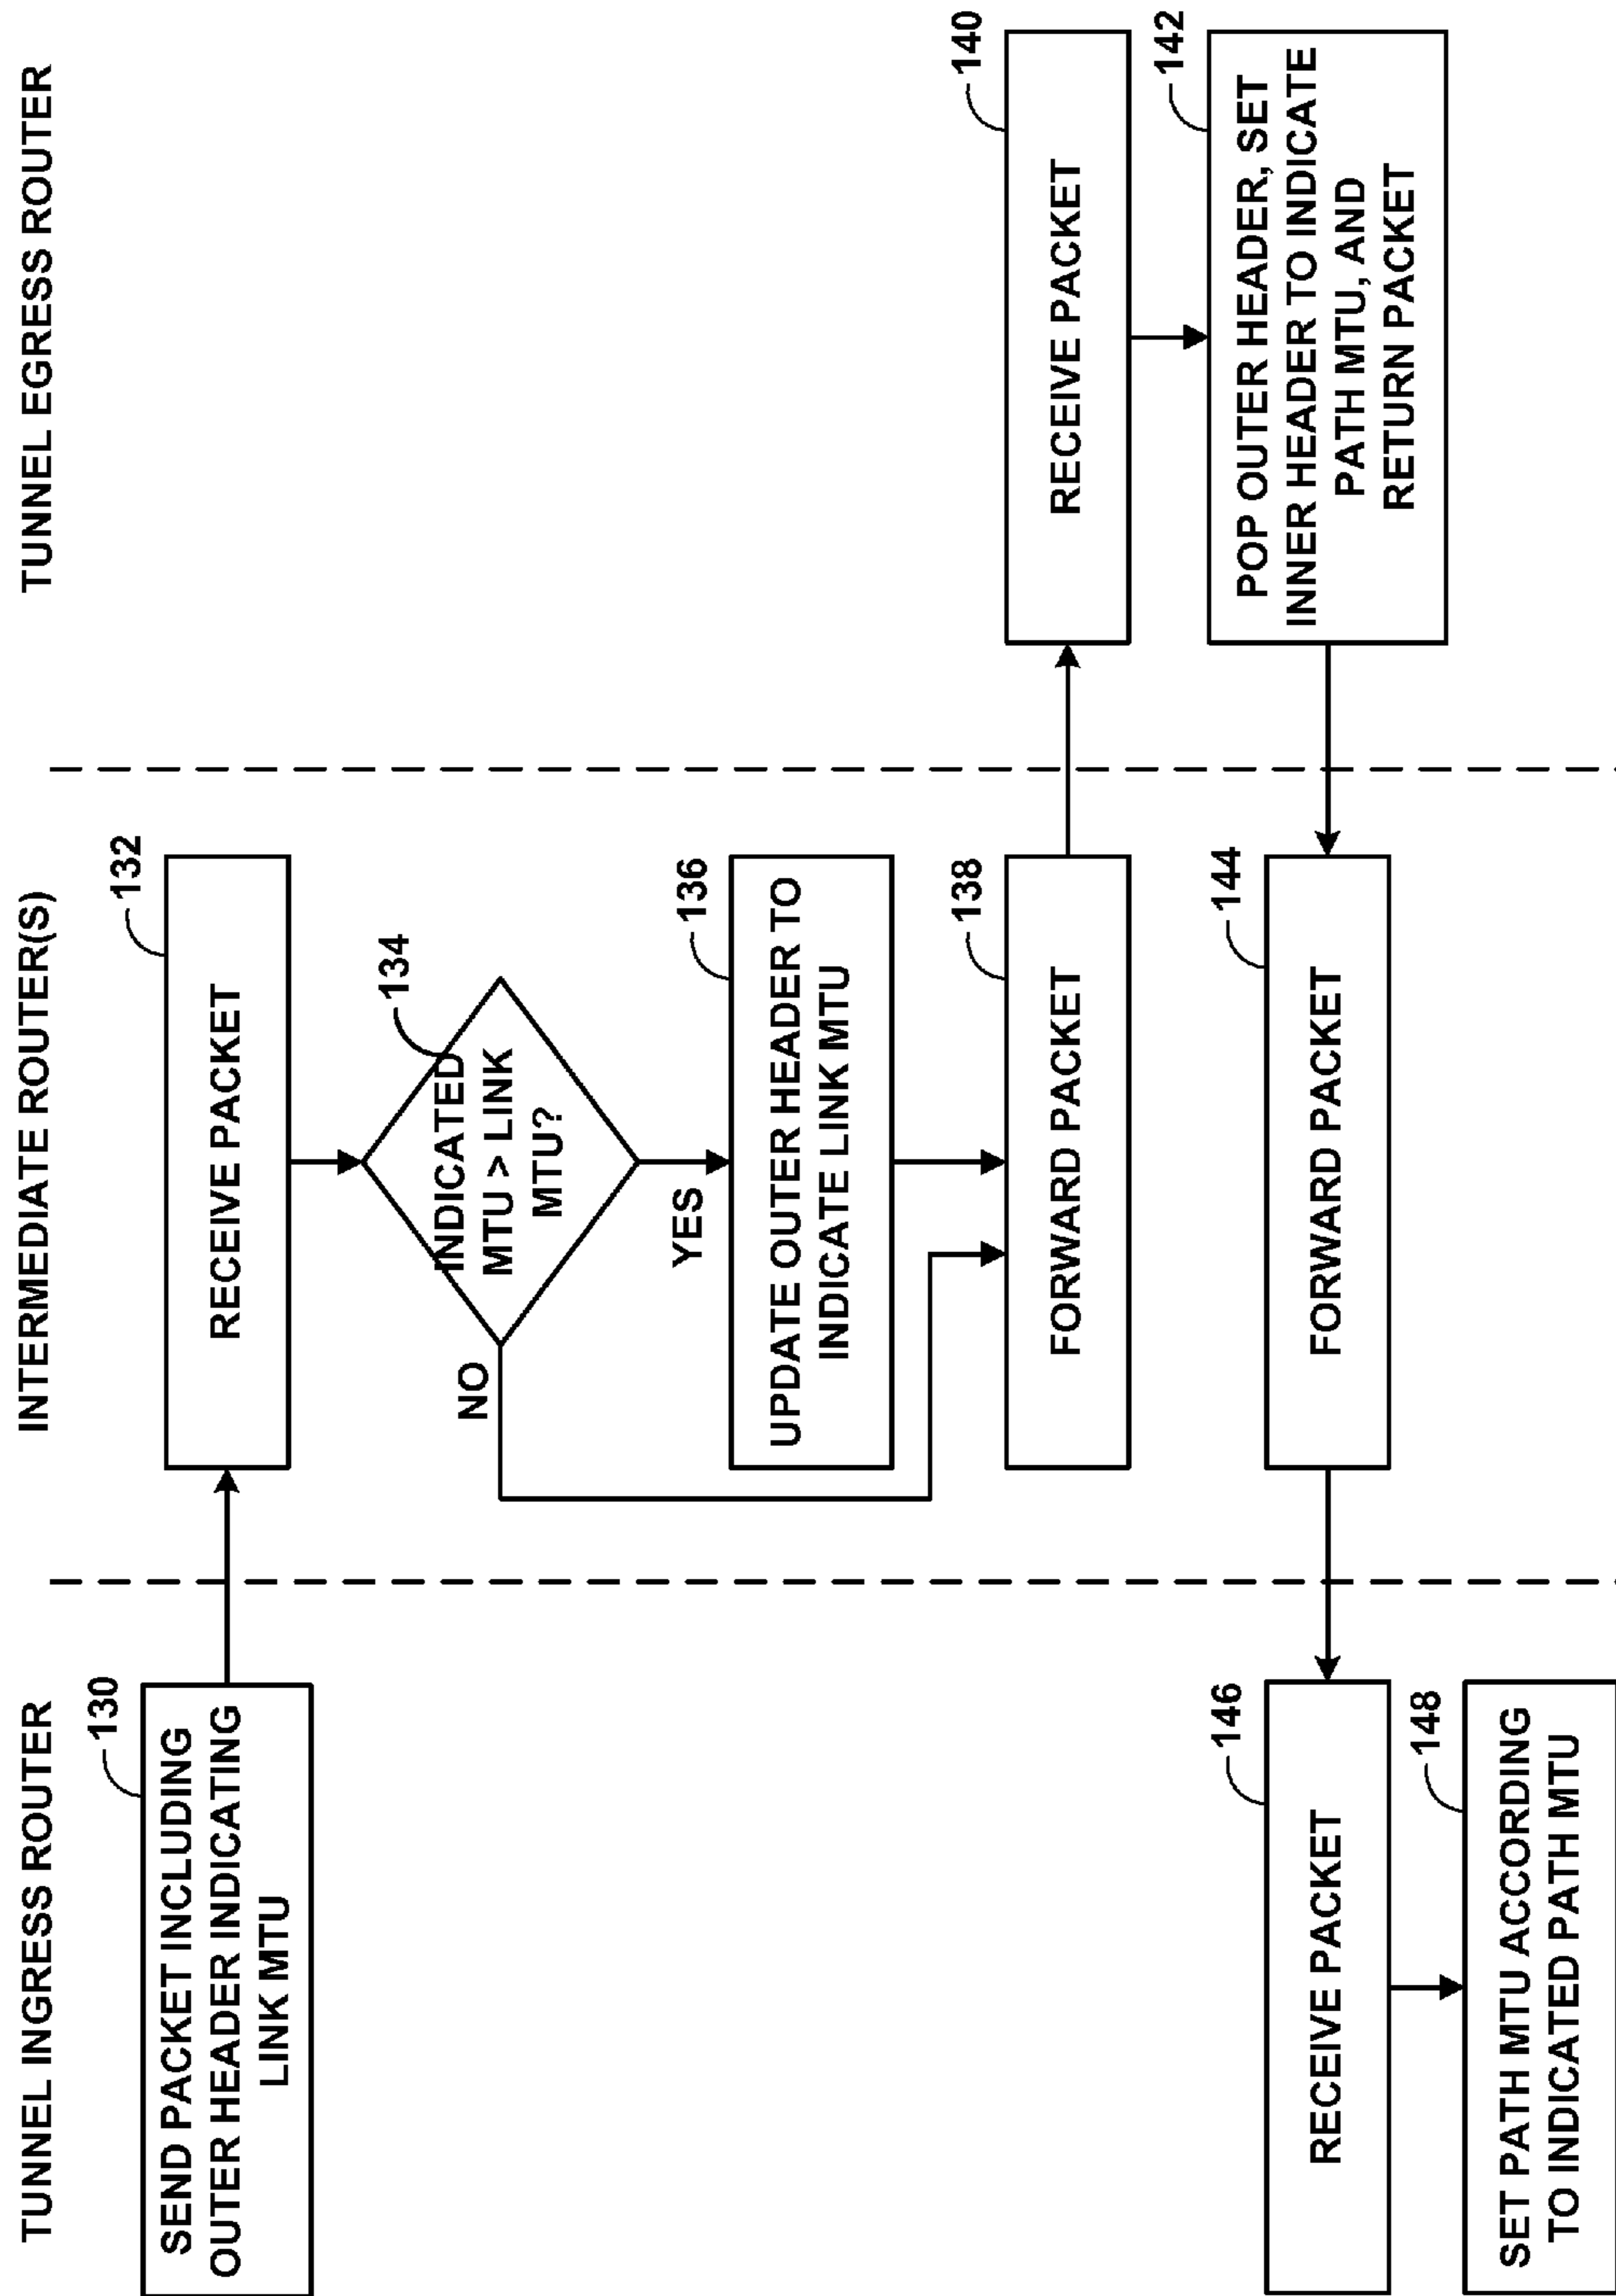 TUNNEL INGRESS ROUTER
INTERMEDIATE ROUTER(S)
TUNNEL EGRESS ROUTER
130
SEND PACKET INCLUDING
OUTER HEADER INDICATING
LINK MTU
132
RECEIVE PACKET
134
INDICATED
MTU > LINK
MTU?
NO
YES
136
UPDATE OUTER HEADER TO
INDICATE LINK MTU
138
FORWARD PACKET
140
RECEIVE PACKET
142
POP OUTER HEADER, SET
INNER HEADER TO INDICATE
PATH MTU, AND
RETURN PACKET
144
FORWARD PACKET
146
RECEIVE PACKET
148
SET PATH MTU ACCORDING
TO INDICATED PATH MTU